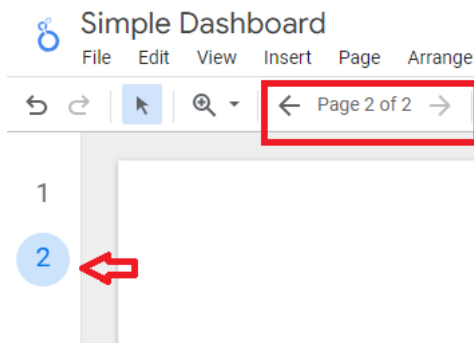 Simple Dashboard
File Edit View Insert Page Arrange
Page 2 of 2
1
2